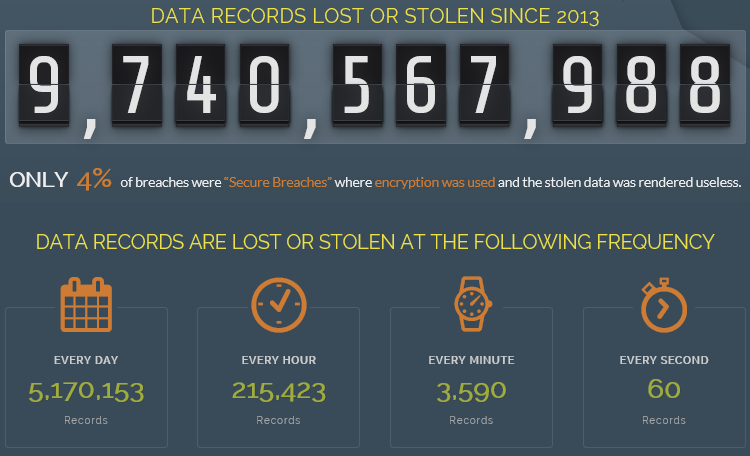 DATA RECORDS LOST OR STOLEN SINCE 2013
9,740,567,988
ONLY 4% of breaches were "Secure Breaches" where encryption was used and the stolen data was rendered useless.
DATA RECORDS ARE LOST OR STOLEN AT THE FOLLOWING FREQUENCY
EVERY DAY
5,170,153
Records
EVERY HOUR
215,423
Records
EVERY MINUTE
3,590
Records
EVERY SECOND
60
Records